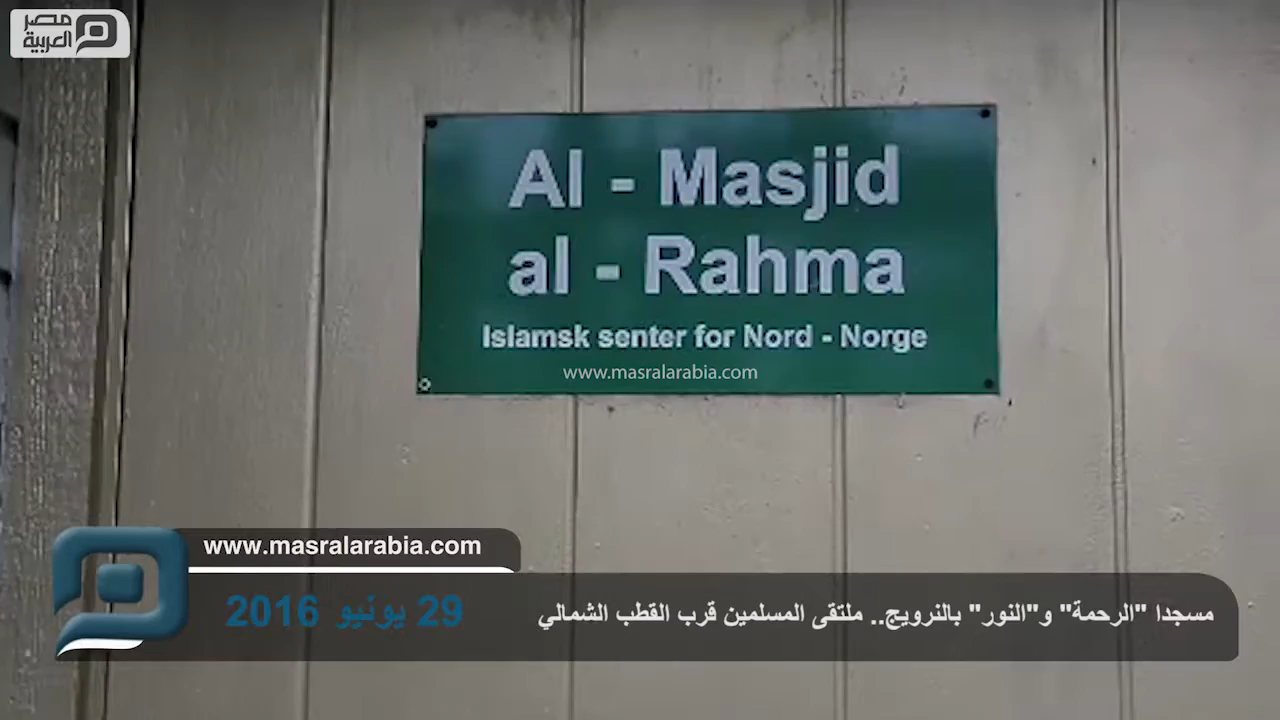 مصر
العربية
Al - Masjid
al - Rahma
Islamsk senter for Nord - Norge
www.masralarabia.com
www.masralarabia.com
مسجدا "الرحمة" و"النور" بالنرويج.. ملتقى المسلمين قرب القطب الشمالي
29 يونيو 2016